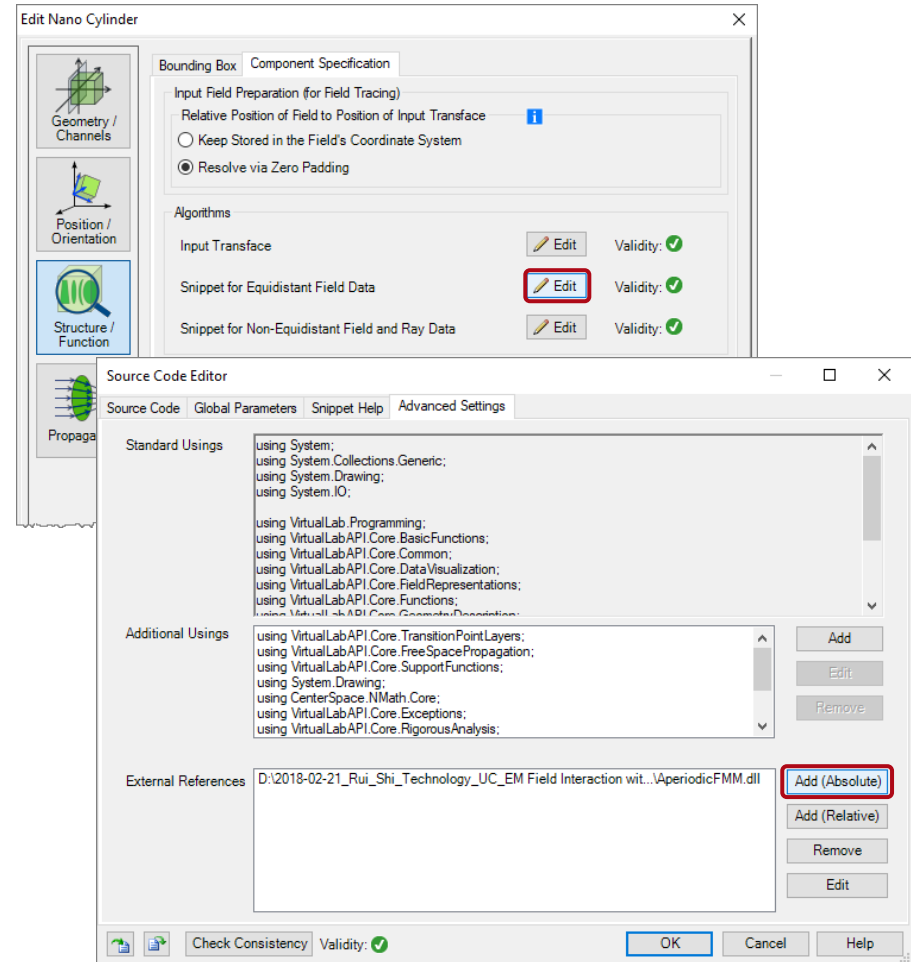 Edit Nano Cylinder
Geometry /
Channels
Position /
Orientation
Structure /
Function
Propaga
Bounding Box Component Specification
Input Field Preparation (for Field Tracing)
Relative Position of Field to Position of Input Transface
Keep Stored in the Field's Coordinate System
Resolve via Zero Padding
Algorithms
Input Transface Edit Validity:
Snippet for Equidistant Field Data Edit Validity:
Snippet for Non-Equidistant Field and Ray Data Edit Validity:
Source Code Editor
Source Code Global Parameters Snippet Help Advanced Settings
Standard Usings
using System;
using System.Collections.Generic;
using System.Drawing;
using System.IO;
using VirtualLab.Programming;
using VirtualLabAPI.Core.BasicFunctions;
using VirtualLabAPI.Core.Common;
using VirtualLabAPI.Core.DataVisualization;
using VirtualLabAPI.Core.FieldRepresentations;
using VirtualLabAPI.Core.Functions;
using VirtualLabAPI.Core.GeometryDescription;
Additional Usings
using VirtualLabAPI.Core.TransitionPointLayers;
using VirtualLabAPI.Core.FreeSpacePropagation;
using VirtualLabAPI.Core.SupportFunctions;
using System.Drawing;
using CenterSpace.NMath.Core;
using VirtualLabAPI.Core.Exceptions;
using VirtualLabAPI.Core.RigorousAnalysis;
Add
Edit
Remove
External References
D:\2018-02-21_Rui_Shi_Technology_UC_EM Field Interaction wit...\AperiodicFMM.dll
Add (Absolute)
Add (Relative)
Remove
Edit
Check Consistency Validity: OK Cancel Help